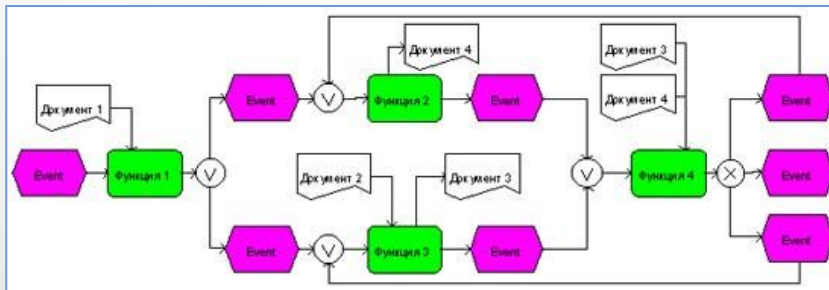 Документ 4
Документ 3
Документ 1
Event
V
Функция 2
Event
Документ 4
Event
Event
Функция 1
V
Документ 2
Документ 3
V
Функция 4
X
Event
Event
V
Функция 3
Event
Event